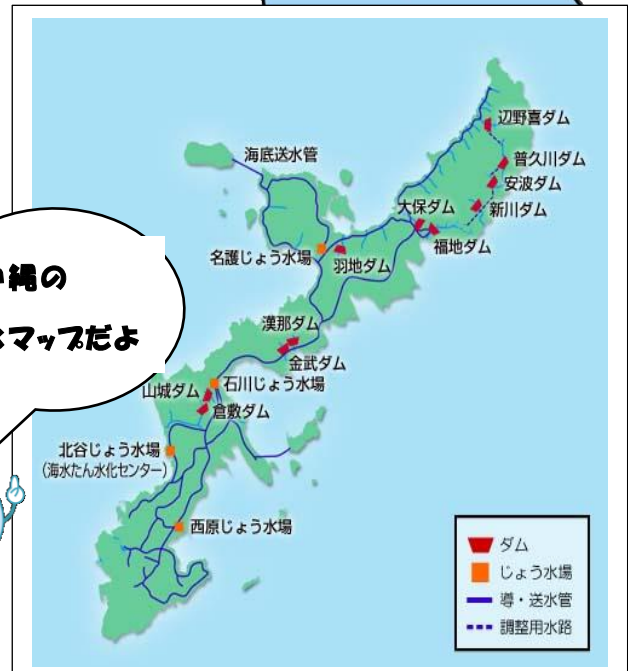 縄の
マップだよ
辺野喜ダム
海底送水管
普久川ダム
安波ダム
大保ダム
新川ダム
福地ダム
名護じょう水場
羽地ダム
漢那ダム
金武ダム
山城ダム
石川じょう水場
倉敷ダム
北谷じょう水場
(海水たん水化センター)
西原じょう水場
ダム
じょう水場
導・送水管
調整用水路